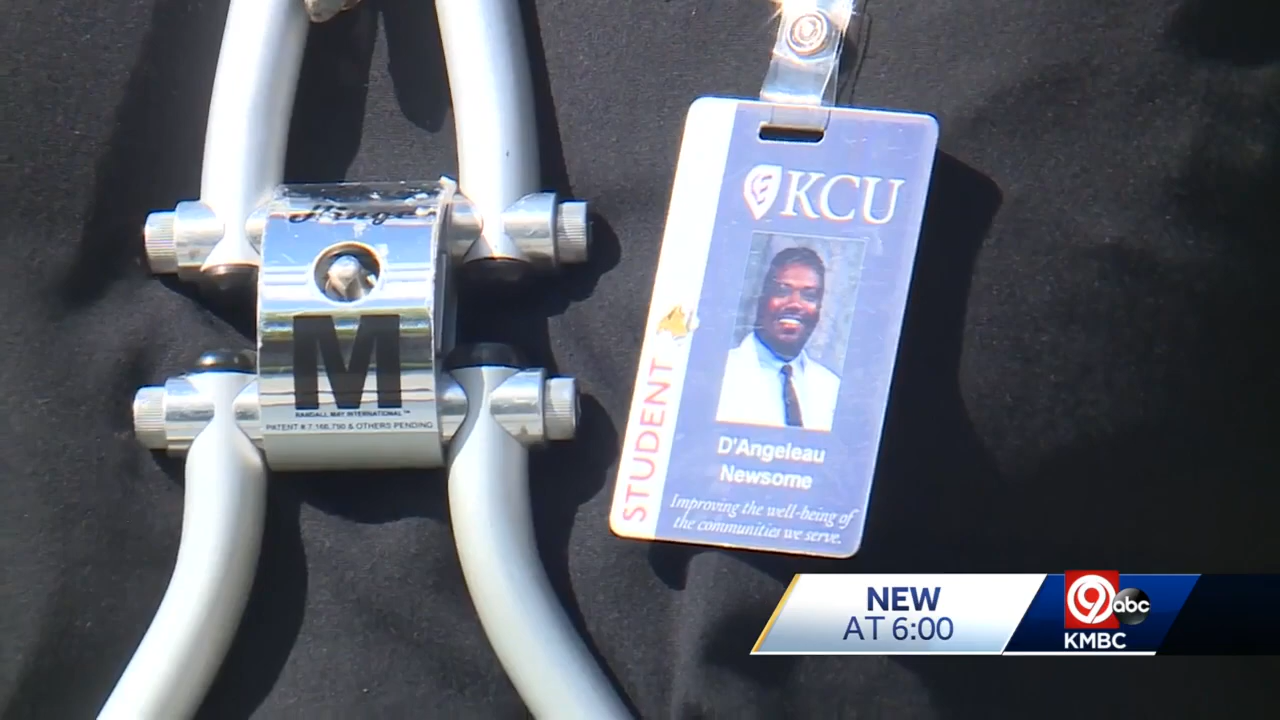 M
RANDALL MAY INTERNATIONAL™
PATENT # 7,166,790 & OTHERS PENDING
KCU
STUDENT
D'Angeleau
Newsome
Improving the well-being of
the communities we serve.
NEW
AT 6:00
9 abc
KMBC